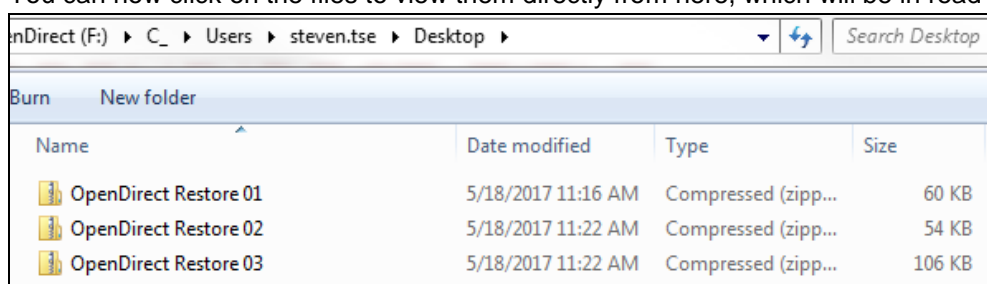 You can now click on the files to view them directly from here, which will be in read
enDirect (F:) ▸ C_ ▸ Users ▸ steven.tse ▸ Desktop ▸ Search Desktop
Burn New folder
Name Date modified Type Size
OpenDirect Restore 01 5/18/2017 11:16 AM Compressed (zipp... 60 KB
OpenDirect Restore 02 5/18/2017 11:22 AM Compressed (zipp... 54 KB
OpenDirect Restore 03 5/18/2017 11:22 AM Compressed (zipp... 106 KB